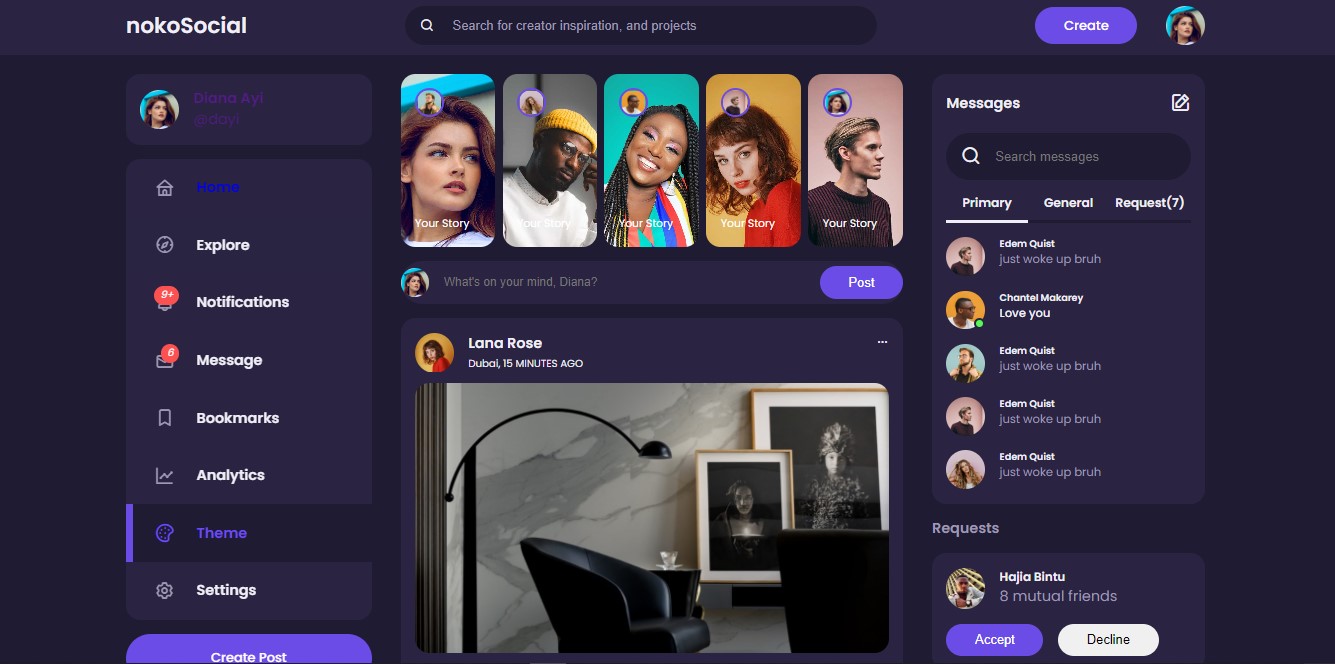 nokoSocial
Search for creator inspiration, and projects
Create
Diana Ayi
@dayi
Home
Explore
9+
Notifications
6
Message
Bookmarks
Analytics
Theme
Settings
Create Post
Your Story
Your Story
Your Story
Your Story
Your Story
What's on your mind, Diana?
Post
Lana Rose
Dubai, 15 MINUTES AGO
Messages
Search messages
Primary
General
Request(7)
Edem Quist
just woke up bruh
Chantel Makarey
Love you
Edem Quist
just woke up bruh
Edem Quist
just woke up bruh
Edem Quist
just woke up bruh
Requests
Hajia Bintu
8 mutual friends
Accept
Decline